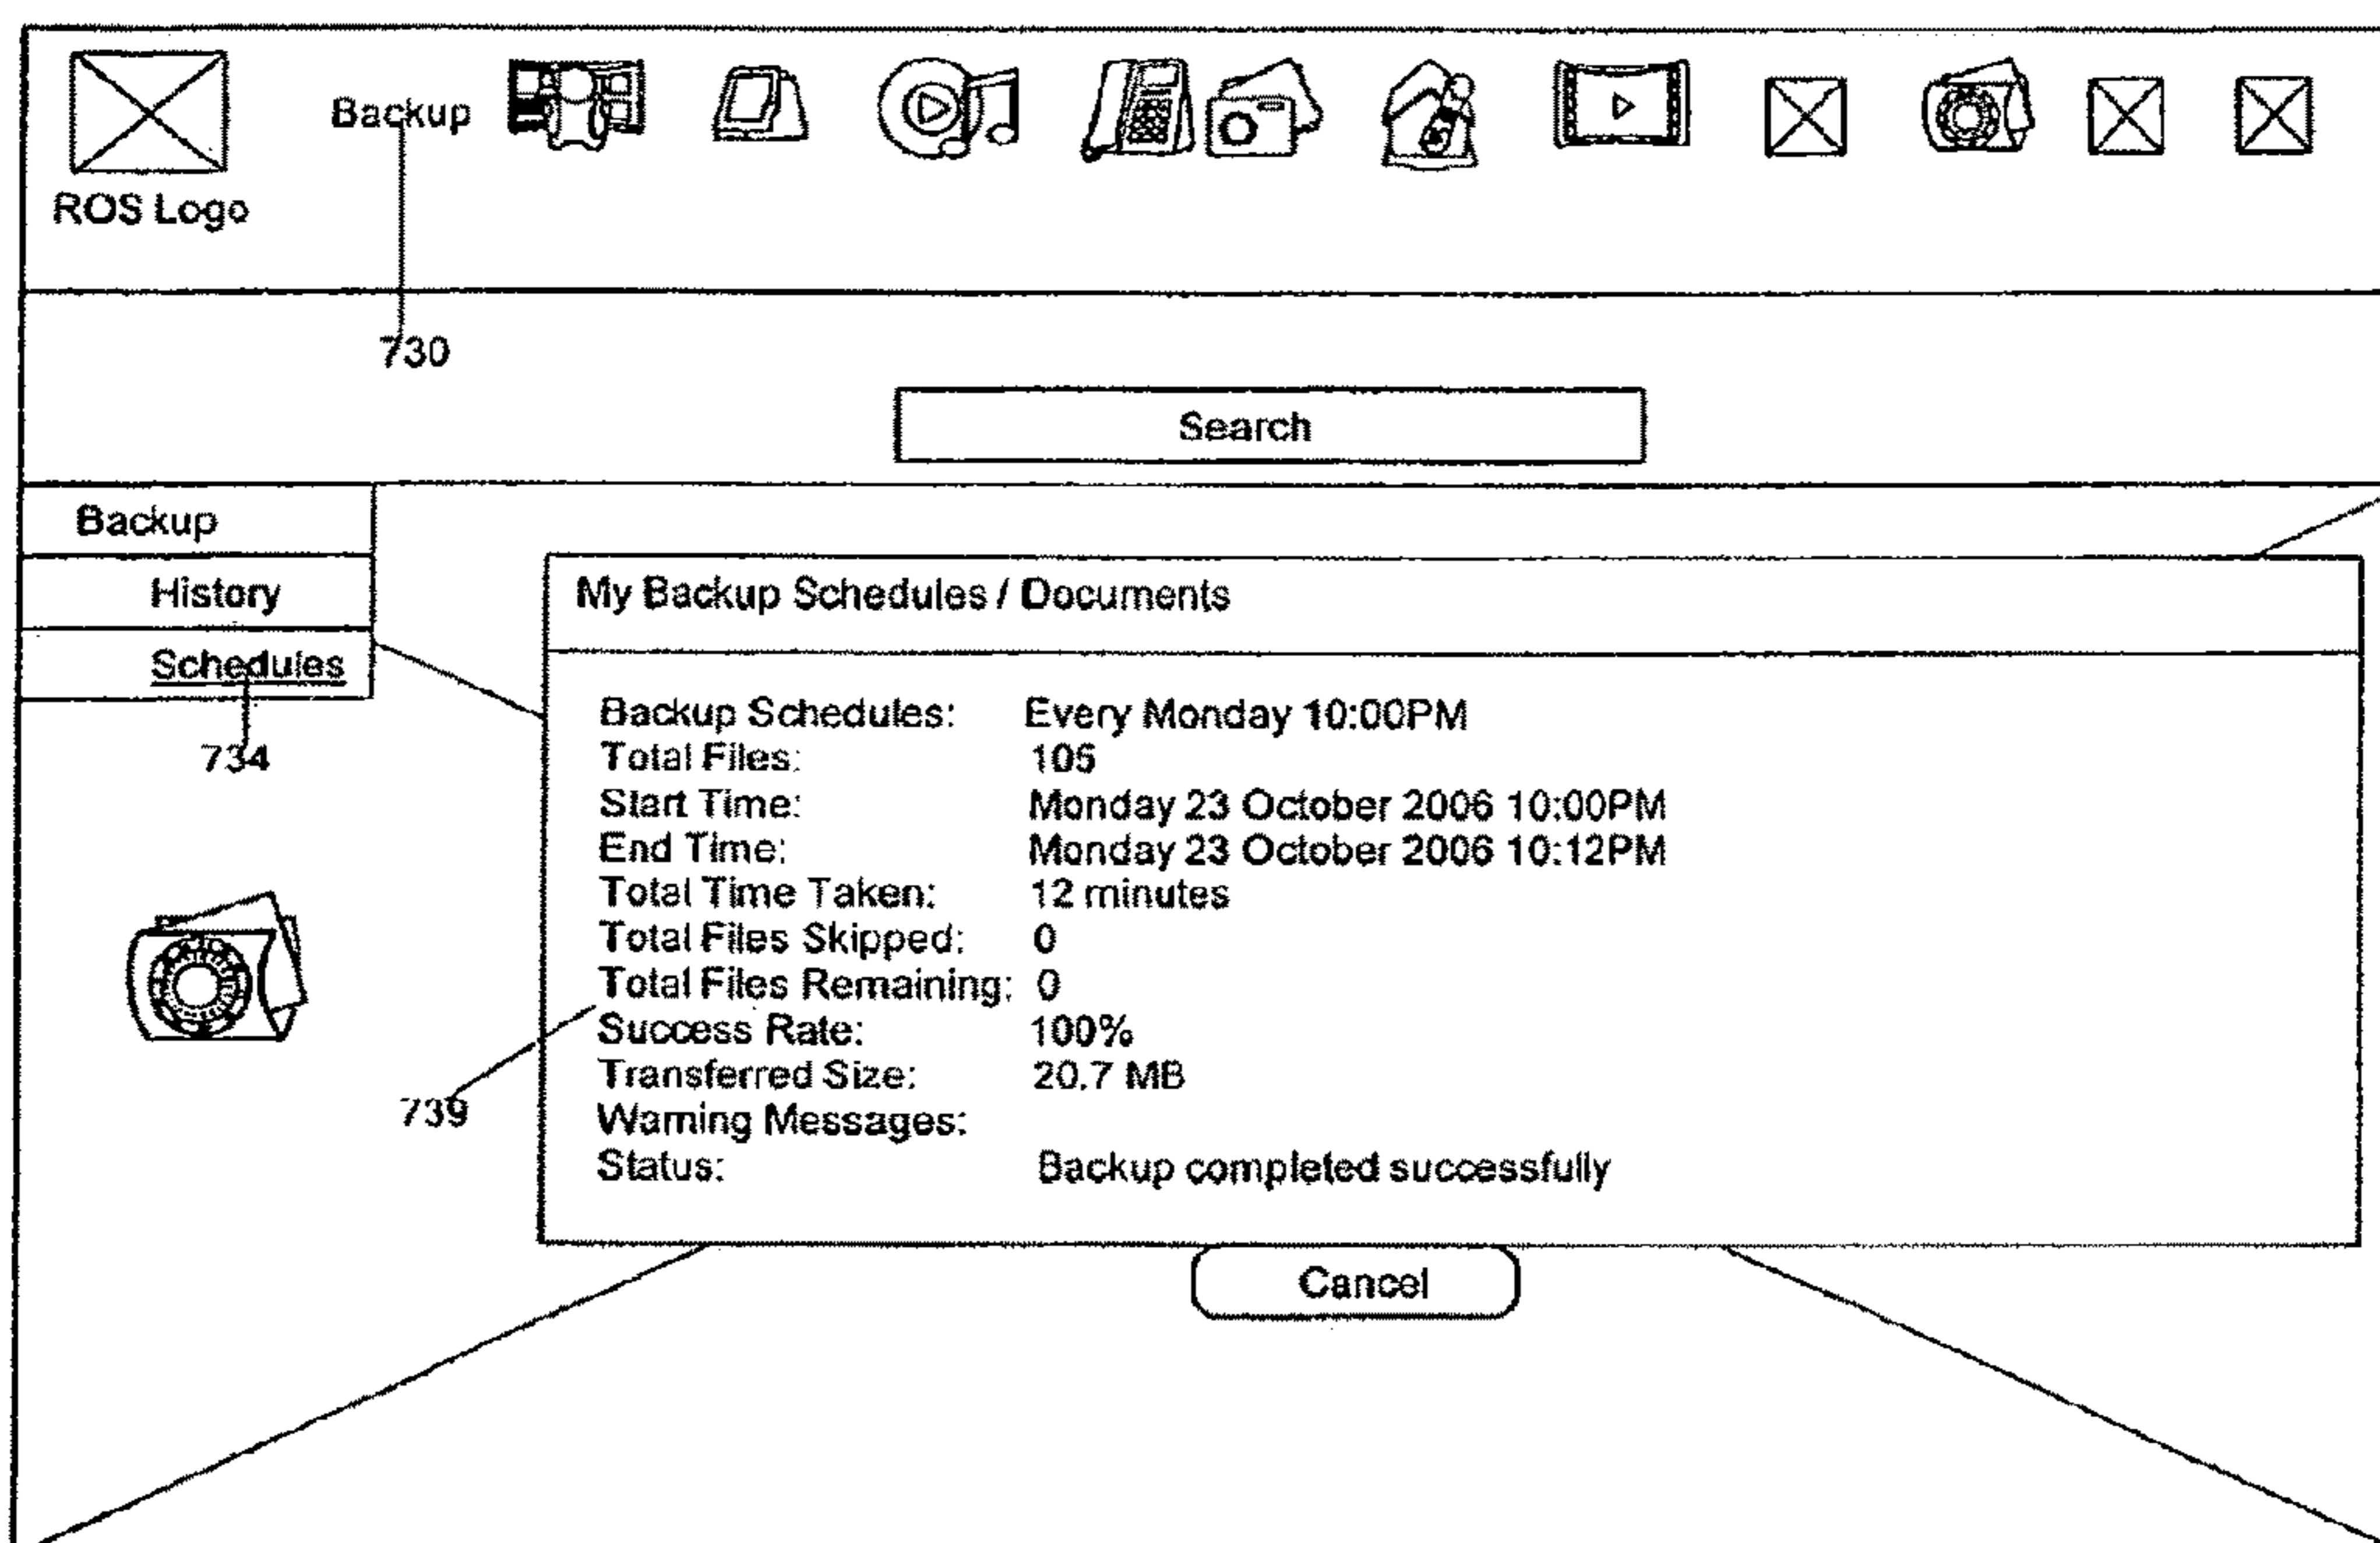 Backup
ROS Logo
730
Search
Backup
History
Schedules
734
My Backup Schedules / Documents
Backup Schedules: Every Monday 10:00PM
Total Files: 105
Start Time: Monday 23 October 2006 10:00PM
End Time: Monday 23 October 2006 10:12PM
Total Time Taken: 12 minutes
Total Files Skipped: 0
Total Files Remaining: 0
Success Rate: 100%
Transferred Size: 20.7 MB
739
Warning Messages:
Status: Backup completed successfully
Cancel